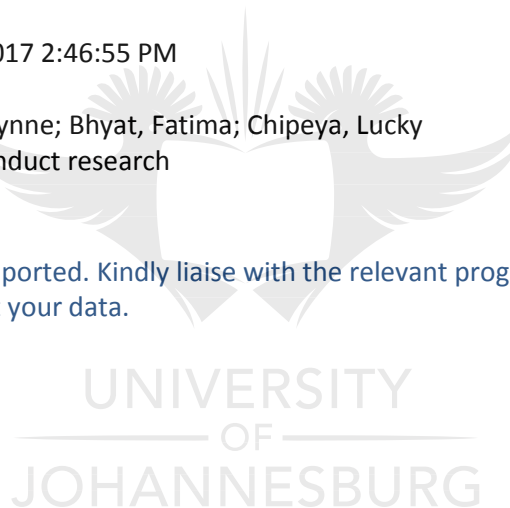 017 2:46:55 PM
ynne; Bhyat, Fatima; Chipeya, Lucky
nduct research
ported. Kindly liaise with the relevant prog
t your data.
UNIVERSITY
OF
JOHANNESBURG